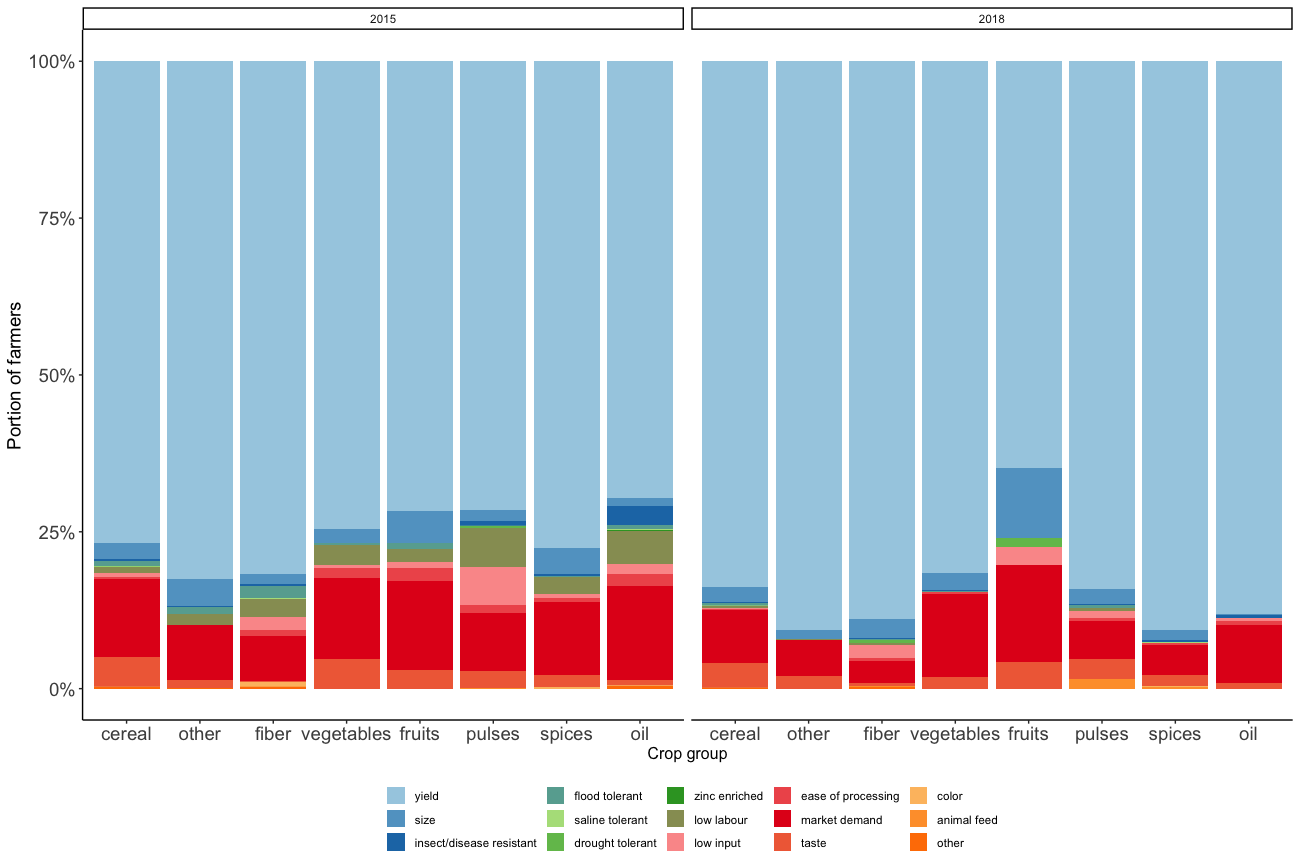 2015 2018
100%
75%
50%
25%
0%
Portion of farmers
cereal other fiber vegetables fruits pulses spices oil cereal other fiber vegetables fruits pulses spices oil
Crop group
yield flood tolerant zinc enriched ease of processing color
size saline tolerant low labour market demand animal feed
insect/disease resistant drought tolerant low input taste other